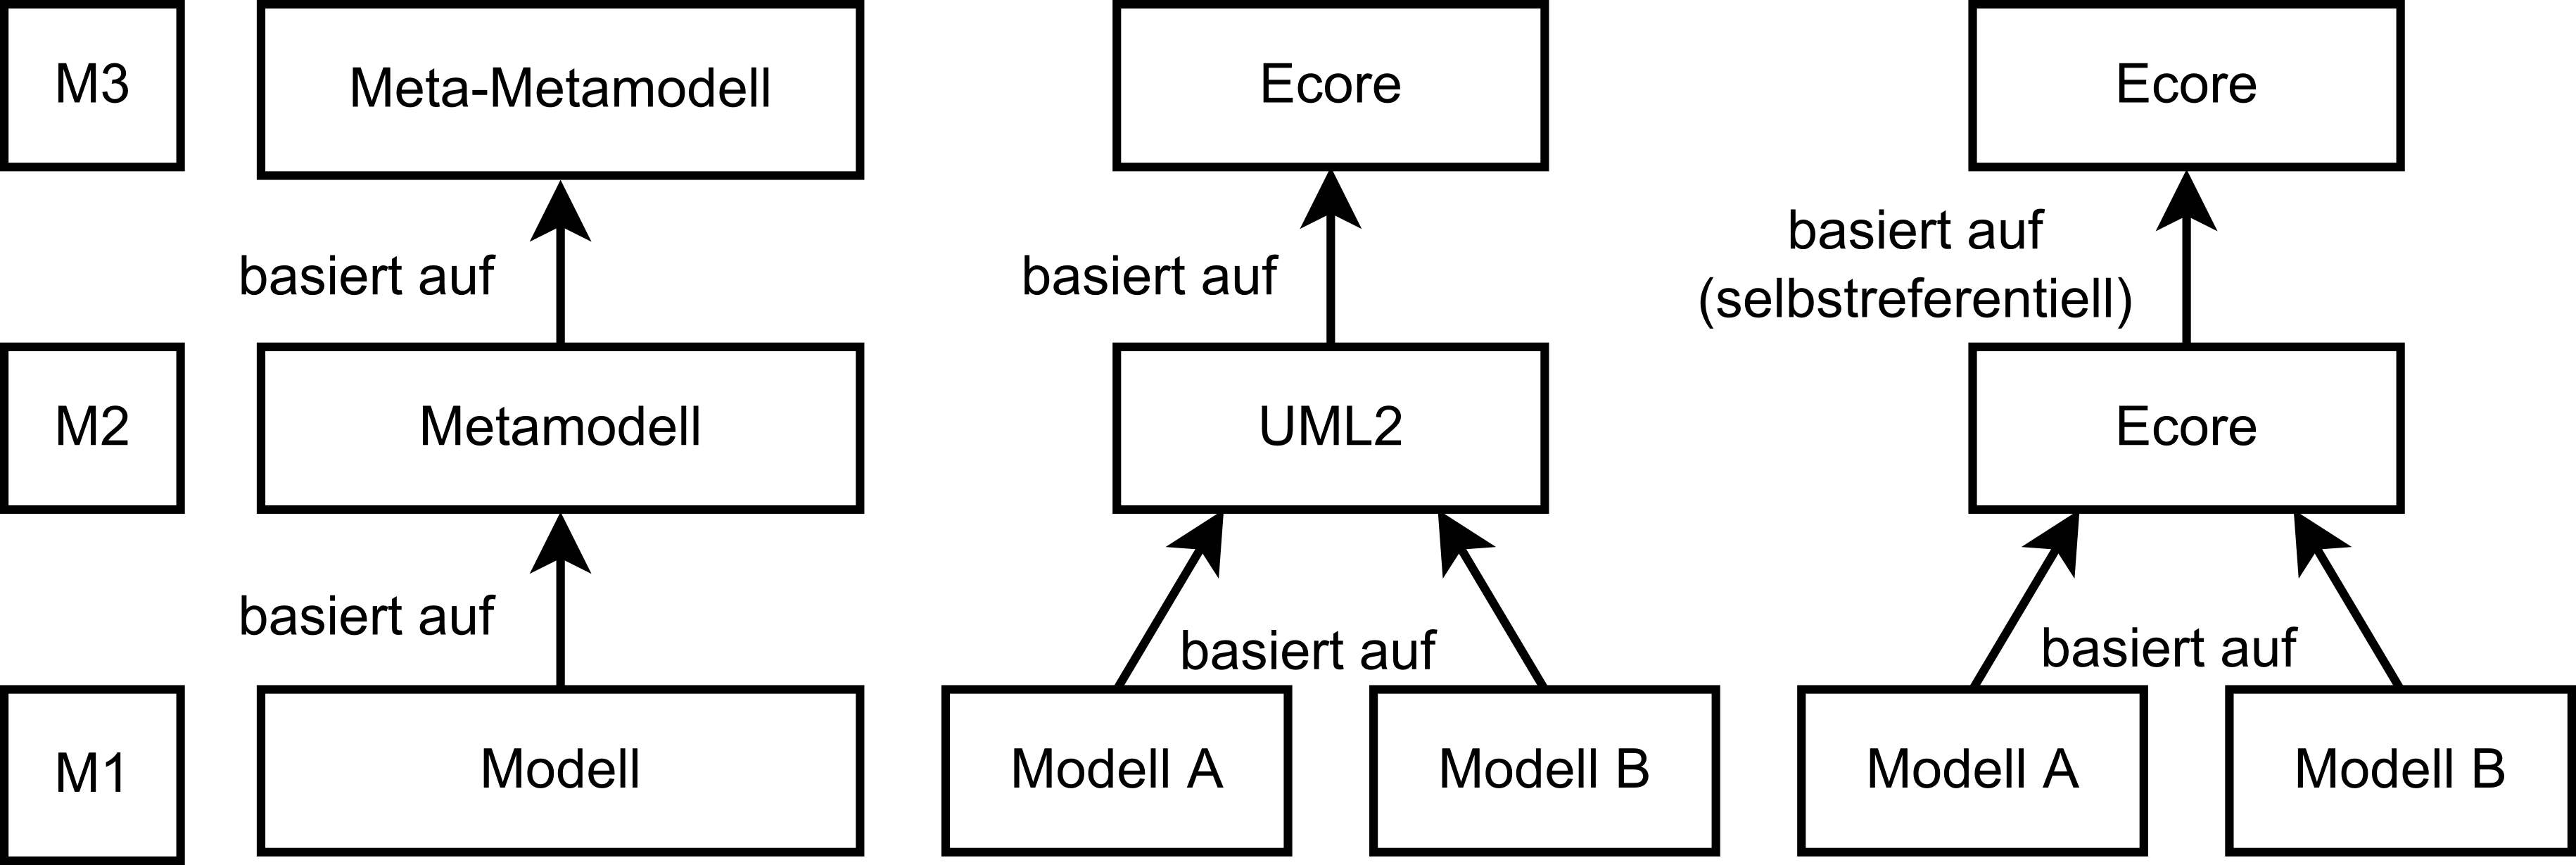 M3
Meta-Metamodell
Ecore
Ecore
basiert auf
basiert auf
basiert auf
(selbstreferentiell)
M2
Metamodell
UML2
Ecore
basiert auf
basiert auf
basiert auf
M1
Modell
Modell A
Modell B
Modell A
Modell B